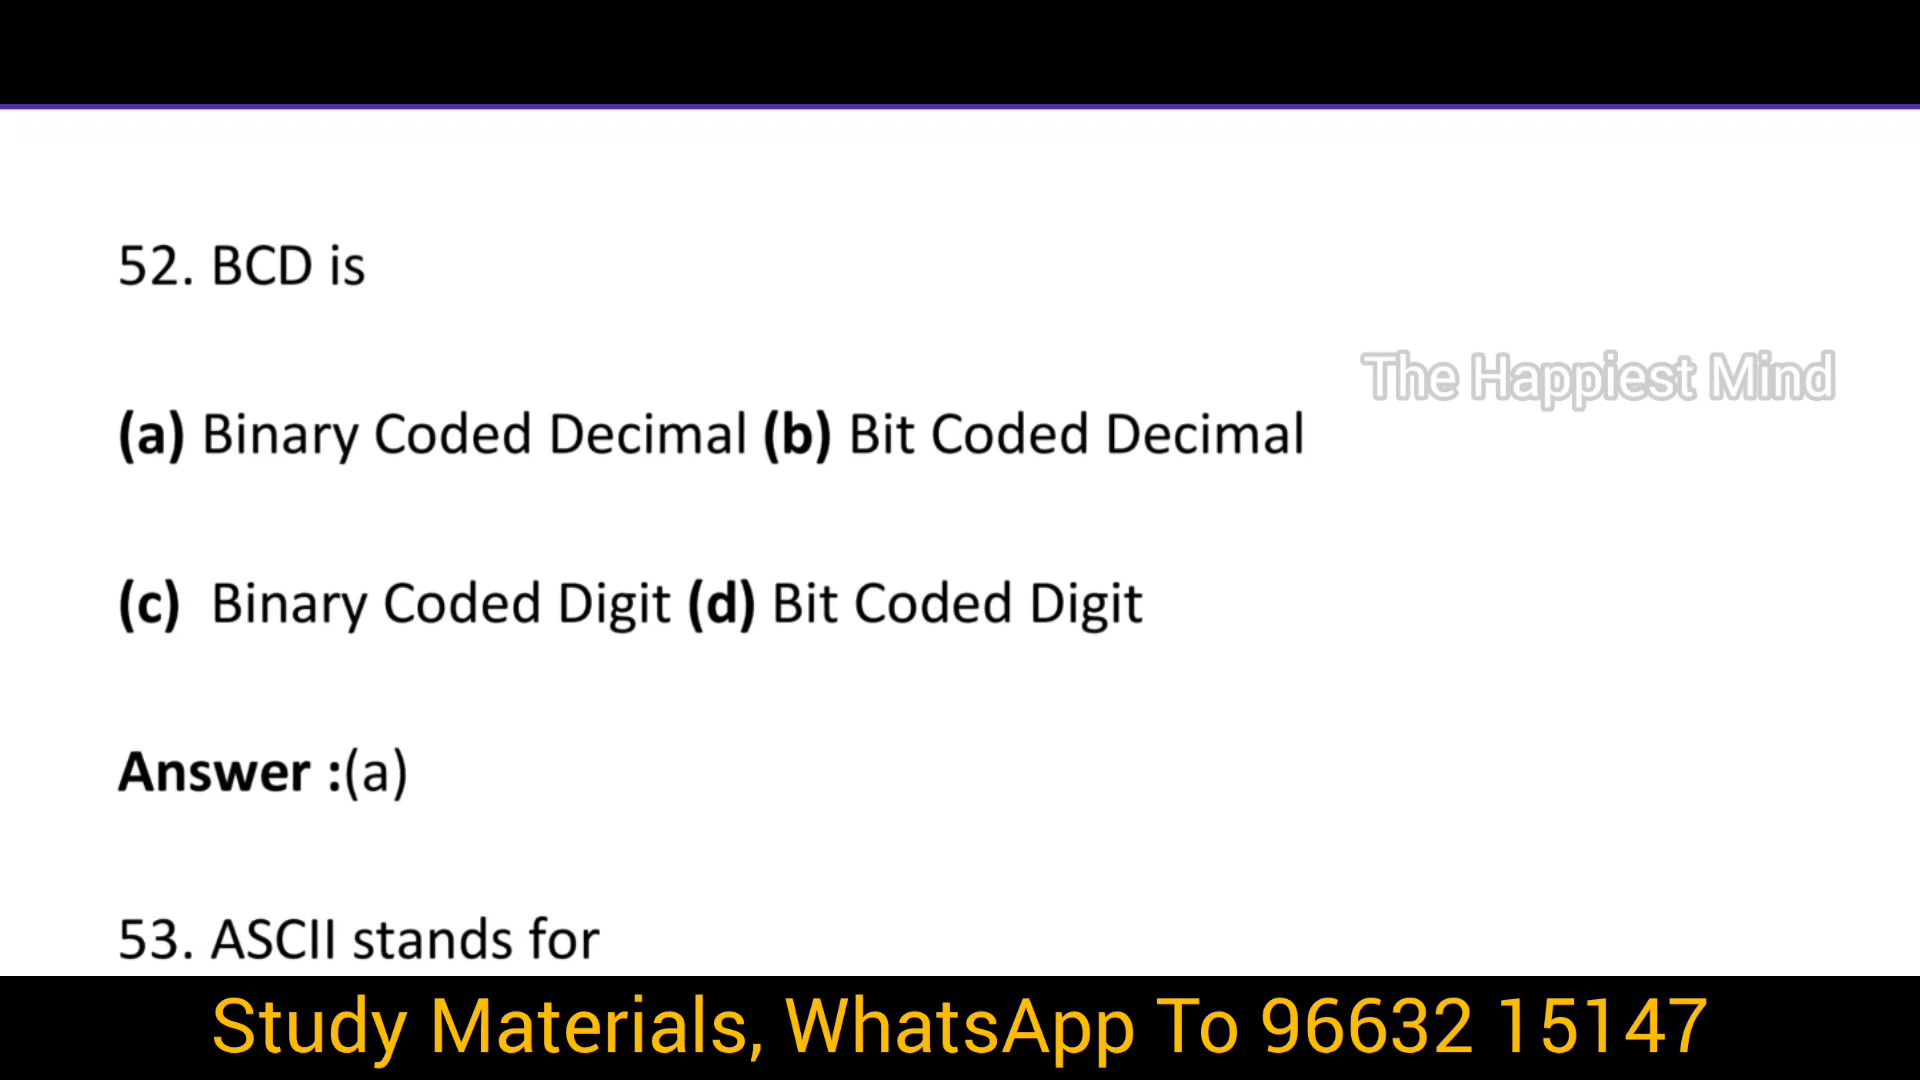 52. BCD is
The Happiest Mind
(a) Binary Coded Decimal (b) Bit Coded Decimal
(c) Binary Coded Digit (d) Bit Coded Digit
Answer :(a)
53. ASCII stands for
Study Materials, WhatsApp To 96632 15147